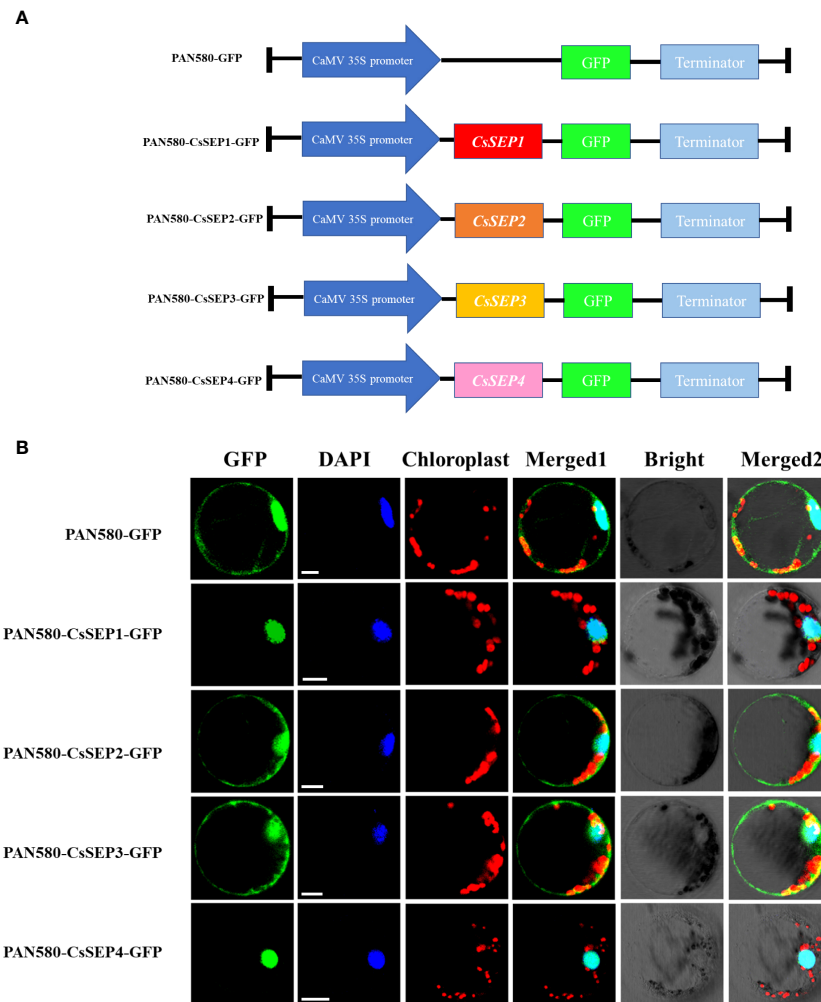 A
PAN580-GFP
CaMV 35S promoter
GFP
Terminator
PAN580-CsSEP1-GFP
CaMV 35S promoter
CsSEP1
GFP
Terminator
PAN580-CsSEP2-GFP
CaMV 35S promoter
CsSEP2
GFP
Terminator
PAN580-CsSEP3-GFP
CaMV 35S promoter
CsSEP3
GFP
Terminator
PAN580-CsSEP4-GFP
CaMV 35S promoter
CsSEP4
GFP
Terminator
B
GFP DAPI Chloroplast Merged1 Bright Merged2
PAN580-GFP
PAN580-CsSEP1-GFP
PAN580-CsSEP2-GFP
PAN580-CsSEP3-GFP
PAN580-CsSEP4-GFP